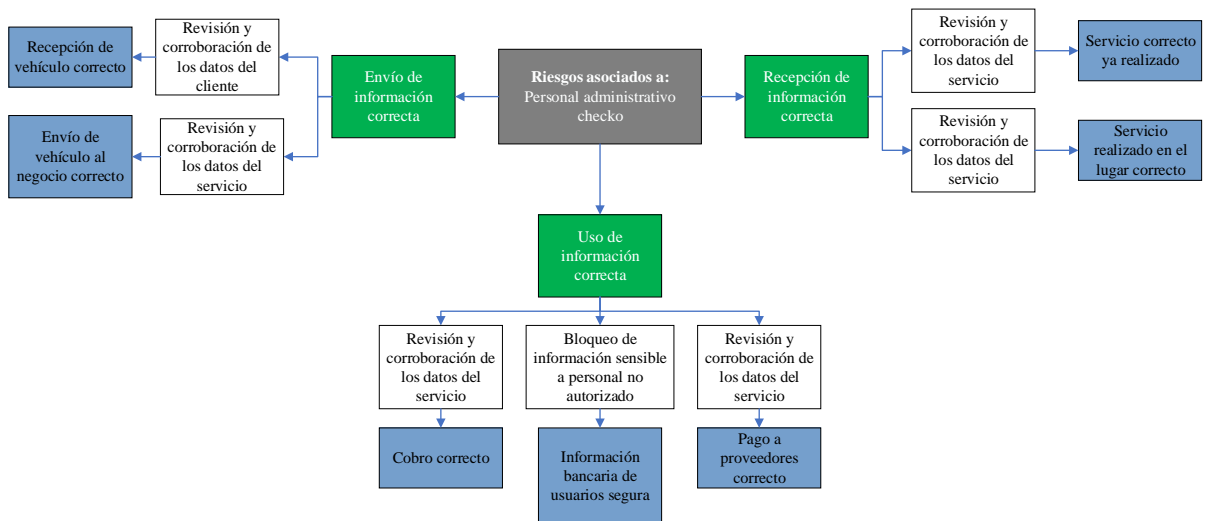 Recepción de
vehículo correcto
Revisión y
corroboración de
los datos del
cliente
Envío de
información
correcta
Riesgos asociados a:
Personal administrativo
checko
Recepción de
información
correcta
Revisión y
corroboración de
los datos del
servicio
Servicio correcto
ya realizado
Envío de
vehículo al
negocio correcto
Revisión y
corroboración de
los datos del
servicio
Revisión y
corroboración de
los datos del
servicio
Servicio
realizado en el
lugar correcto
Uso de
información
correcta
Revisión y
corroboración de
los datos del
servicio
Bloqueo de
información sensible
a personal no
autorizado
Revisión y
corroboración de
los datos del
servicio
Cobro correcto
Información
bancaria de
usuarios segura
Pago a
proveedores
correcto